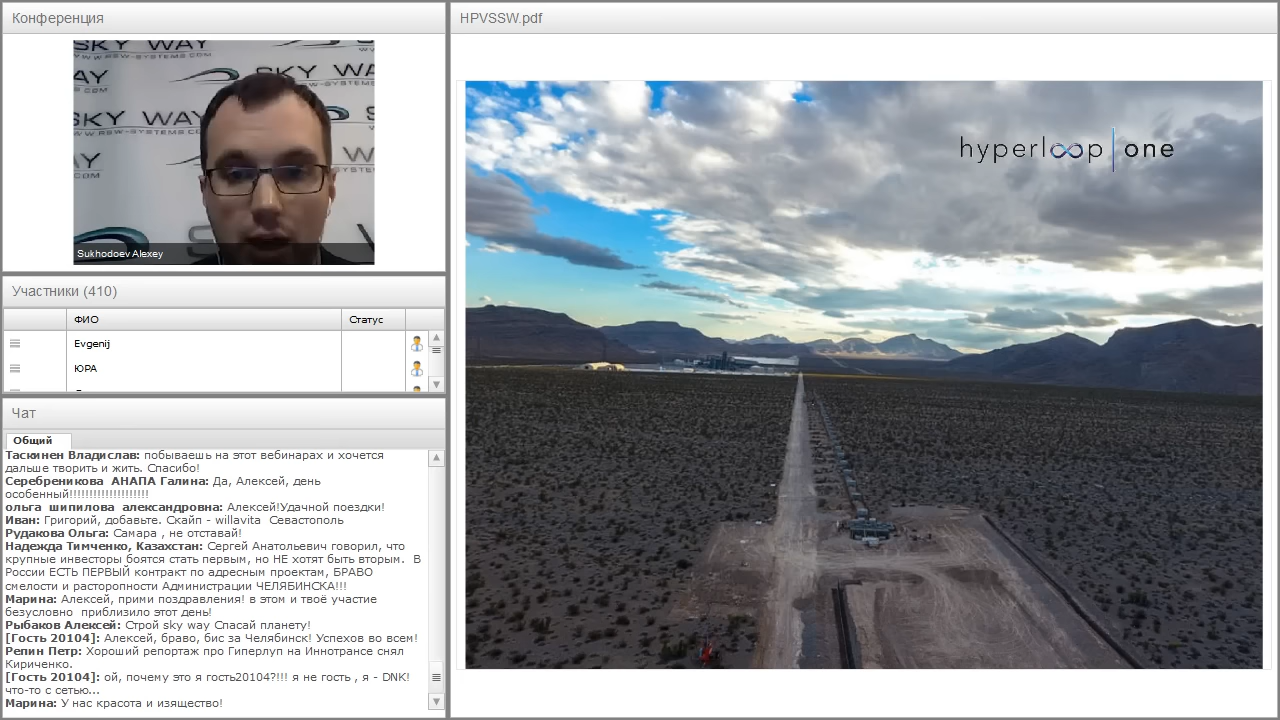 Конференция
SKY WAY
WWW.RSW-SYSTEMS.COM
SKY WAY
Sukhodoev Alexey
Участники (410)
ФИО
Статус
Evgenij
ЮРА
Чат
Общий
Таскинен Владислав: побываешь на этот вебинарах и хочется
дальше творить и жить. Спасибо!
Серебреникова АНАПА Галина: Да, Алексей, день
особенный!!!!!!!!!!!!!!!!!!!!
ольга шипилова александровна: Алексей!Удачной поездки!
Иван: Григорий, добавьте. Скайп - willavita Севастополь
Рудакова Ольга: Самара , не отставай!
Надежда Тимченко, Казахстан: Сергей Анатольевич говорил, что
крупные инвесторы боятся стать первым, но НЕ хотят быть вторым. В
России ЕСТЬ ПЕРВЫЙ контракт по адресным проектам, БРАВО
смелости и расторопности Администрации ЧЕЛЯБИНСКА!!!
Марина: Алексей, прими поздравления! в этом и твоё участие
безусловно приблизило этот день!
Рыбаков Алексей: Строй sky way Спасай планету!
[Гость 20104]: Алексей, браво, бис за Челябинск! Успехов во всем!
Репин Петр: Хороший репортаж про Гиперлуп на Иннотрансе снял
Кириченко.
[Гость 20104]: ой, почему это я гость20104?!!! я не гость , я - DNK!
что-то с сетью...
Марина: У нас красота и изящество!
HPVSSW.pdf
hyperloop one